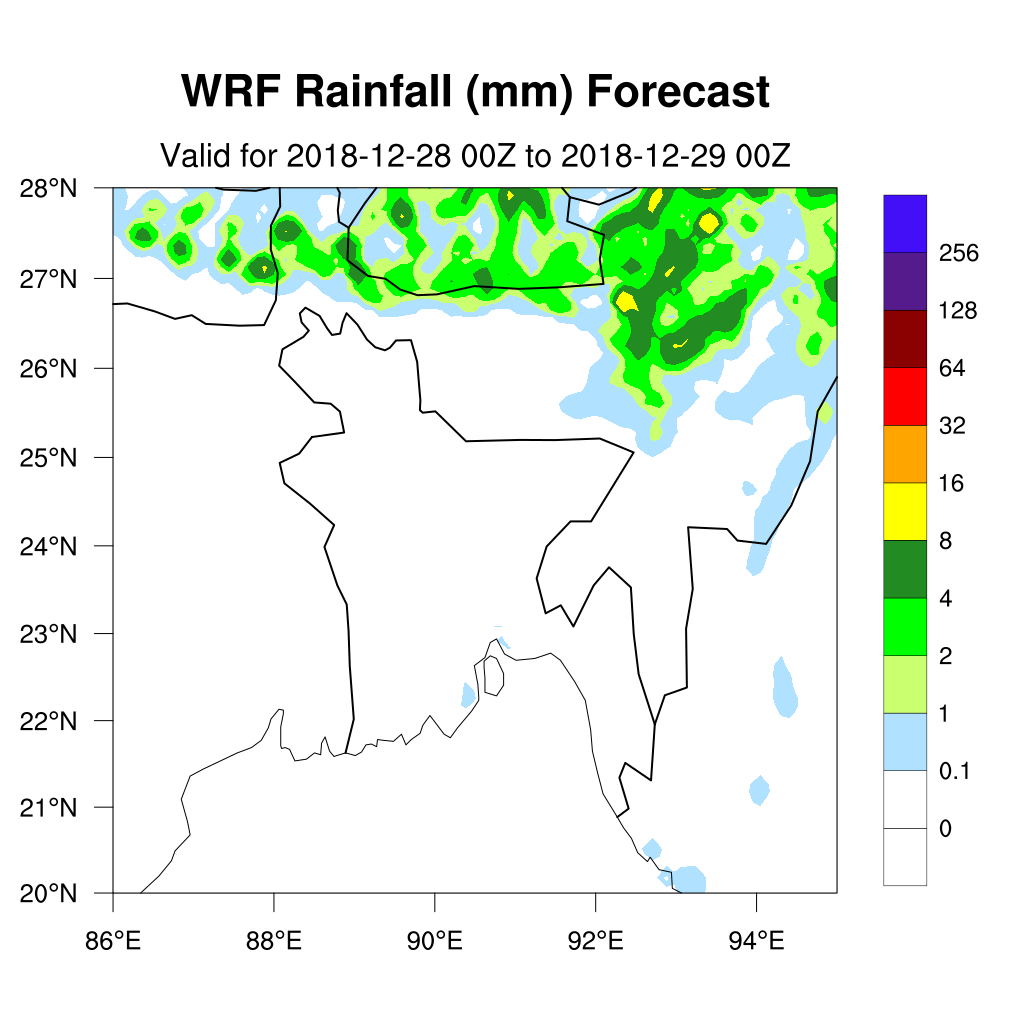 WRF Rainfall (mm) Forecast
Valid for 2018-12-28 00Z to 2018-12-29 00Z
28°N
27°N
26°N
25°N
24°N
23°N
22°N
21°N
20°N
86°E
88°E
90°E
92°E
94°E
256
128
64
32
16
8
4
2
1
0.1
0